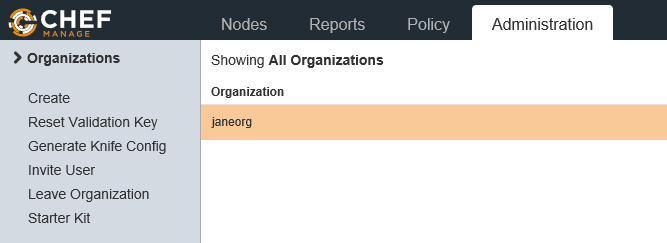 CHEF
MANAGE
Nodes Reports Policy Administration
Organizations
Create
Reset Validation Key
Generate Knife Config
Invite User
Leave Organization
Starter Kit
Showing All Organizations
Organization
janeorg